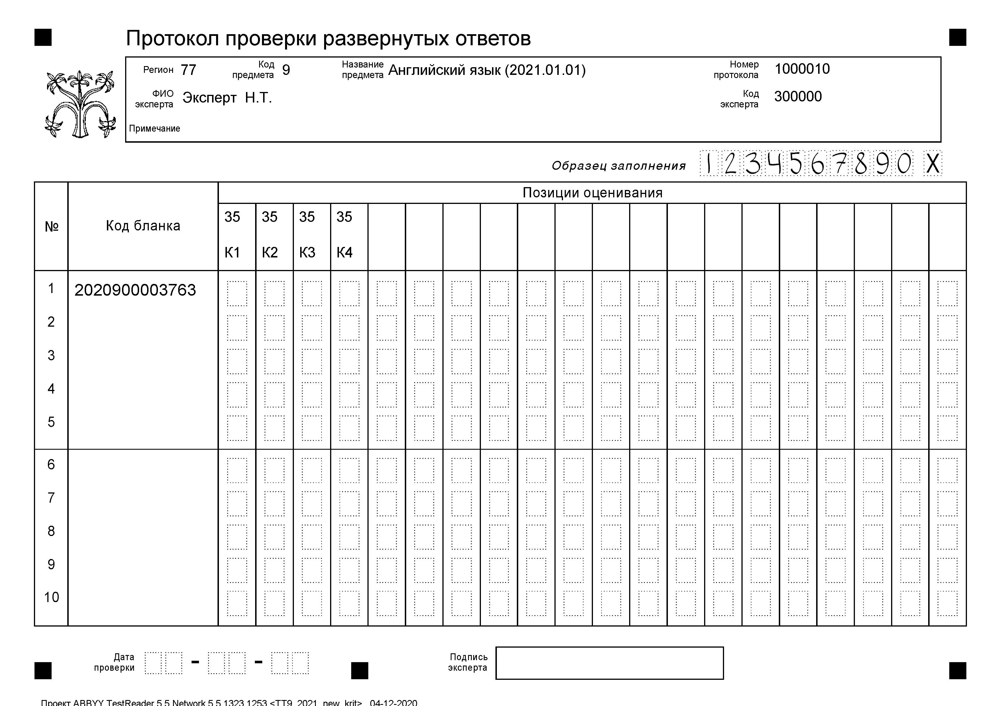 Протокол проверки развернутых ответов
Регион 77 Код предмета 9 Название предмета Английский язык (2021.01.01) Номер протокола 1000010
ФИО эксперта Эксперт Н.Т. Код эксперта 300000
Примечание
Образец заполнения 1 2 3 4 5 6 7 8 9 0 X
№ Код бланка Позиции оценивания
35 35 35 35
К1 К2 К3 К4
1 2020900003763
2
3
4
5
6
7
8
9
10
Дата проверки - - Подпись эксперта
Проект ABBYY TestReader 5.5 Network 5.5.1323.1253 <TT9_2021_new_krit>, 04-12-2020